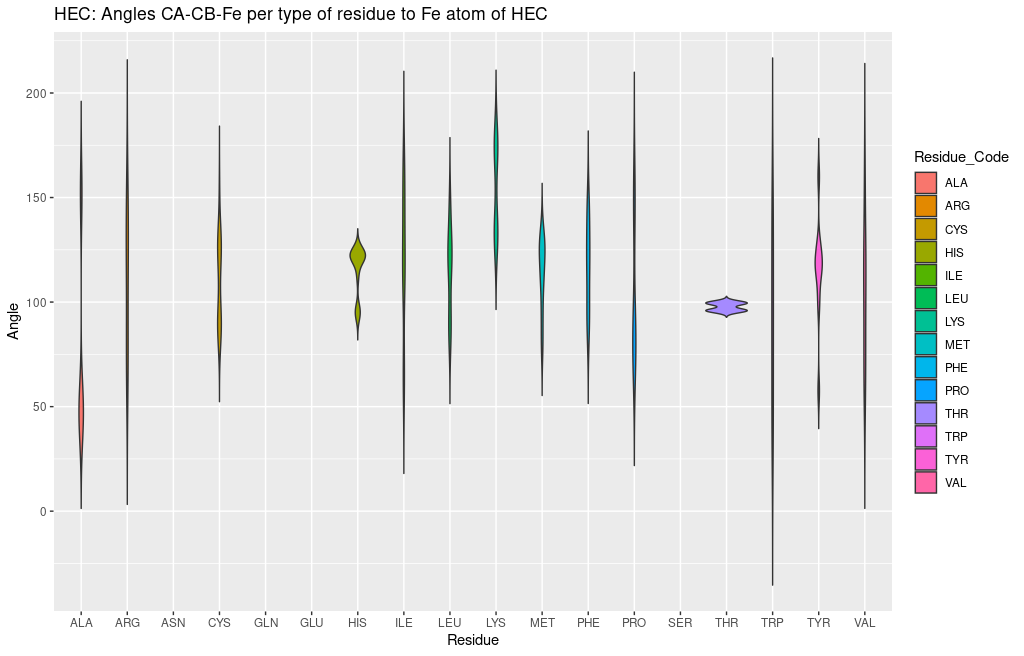 HEC: Angles CA-CB-Fe per type of residue to Fe atom of HEC
200
150
100
50
0
Angle
ALA ARG ASN CYS GLN GLU HIS ILE LEU LYS MET PHE PRO SER THR TRP TYR VAL
Residue
Residue_Code
ALA
ARG
CYS
HIS
ILE
LEU
LYS
MET
PHE
PRO
THR
TRP
TYR
VAL